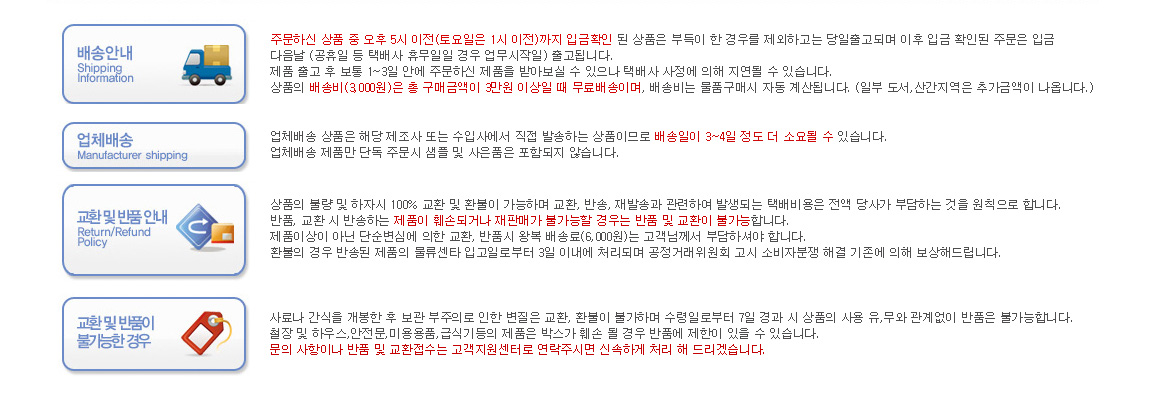 배송안내
Shipping
Information
주문하신 상품 중 오후 5시 이전(토요일은 1시 이전)까지 입금확인 된 상품은 부득이 한 경우를 제외하고는 당일출고되며 이후 입금 확인된 주문은 입금
다음날 (공휴일 등 택배사 휴무일일 경우 업무시작일) 출고됩니다.
제품 출고 후 보통 1~3일 안에 주문하신 제품을 받아보실 수 있으나 택배사 사정에 의해 지연될 수 있습니다.
상품의 배송비(3,000원)은 총 구매금액이 3만원 이상일 때 무료배송이며, 배송비는 물품구매시 자동 계산됩니다. (일부 도서,산간지역은 추가금액이 나옵니다.)
업체배송
Manufacturer shipping
업체배송 상품은 해당 제조사 또는 수입사에서 직접 발송하는 상품이므로 배송일이 3~4일 정도 더 소요될 수 있습니다.
업체배송 제품만 단독 주문시 샘플 및 사은품은 포함되지 않습니다.
교환 및 반품 안내
Return/Refund
Policy
상품의 불량 및 하자시 100% 교환 및 환불이 가능하며 교환, 반송, 재발송과 관련하여 발생되는 택배비용은 전액 당사가 부담하는 것을 원칙으로 합니다.
반품, 교환 시 반송하는 제품이 훼손되거나 재판매가 불가능할 경우는 반품 및 교환이 불가능합니다.
제품이상이 아닌 단순변심에 의한 교환, 반품시 왕복 배송료(6,000원)는 고객님께서 부담하셔야 합니다.
환불의 경우 반송된 제품의 물류센타 입고일로부터 3일 이내에 처리되며 공정거래위원회 고시 소비자분쟁 해결 기준에 의해 보상해드립니다.
교환 및 반품이
불가능한 경우
사료나 간식을 개봉한 후 보관 부주의로 인한 변질은 교환, 환불이 불가하며 수령일로부터 7일 경과 시 상품의 사용 유,무와 관계없이 반품은 불가능합니다.
철장 및 하우스,안전문,미용용품,급식기등의 제품은 박스가 훼손 될 경우 반품에 제한이 있을 수 있습니다.
문의 사항이나 반품 및 교환접수는 고객지원센터로 연락주시면 신속하게 처리 해 드리겠습니다.